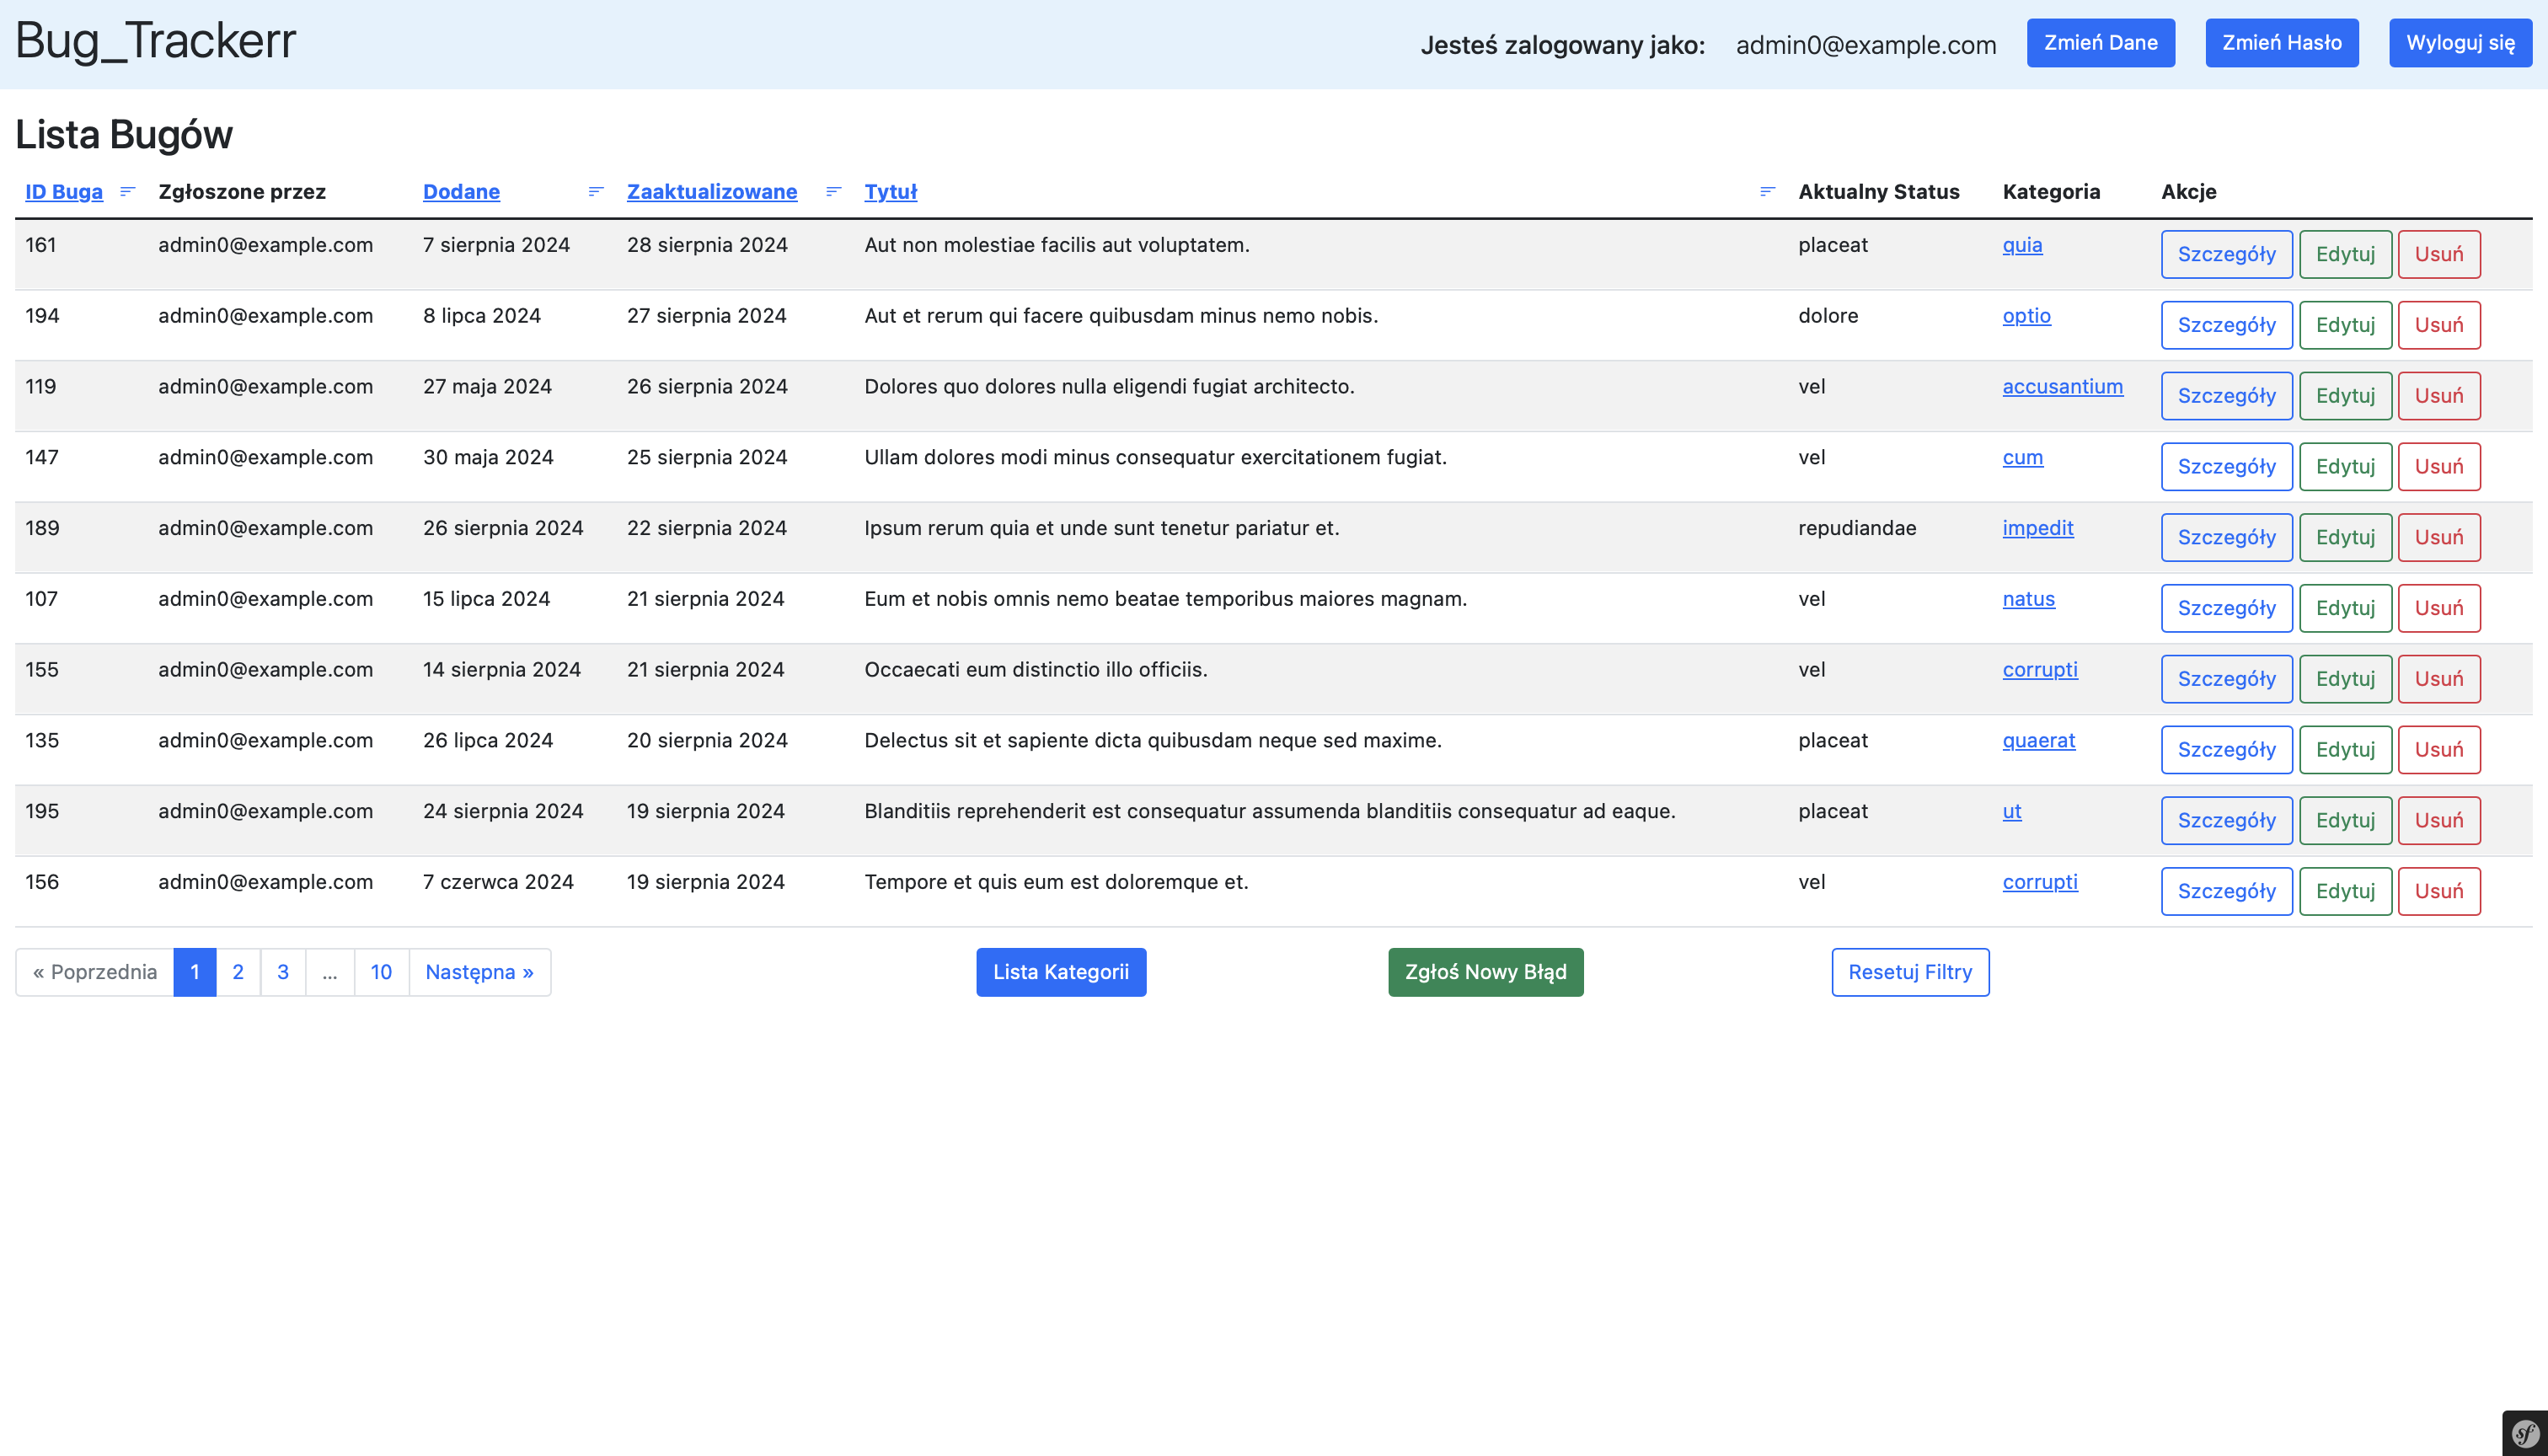 Bug_Trackerr Jesteś zalogowany jako: admin0@example.com Zmień Dane Zmień Hasło Wyloguj się
Lista Bugów
ID Buga Zgłoszone przez Dodane Zaaktualizowane Tytuł Aktualny Status Kategoria Akcje
161 admin0@example.com 7 sierpnia 2024 28 sierpnia 2024 Aut non molestiae facilis aut voluptatem. placeat quia Szczegóły Edytuj Usuń
194 admin0@example.com 8 lipca 2024 27 sierpnia 2024 Aut et rerum qui facere quibusdam minus nemo nobis. dolore optio Szczegóły Edytuj Usuń
119 admin0@example.com 27 maja 2024 26 sierpnia 2024 Dolores quo dolores nulla eligendi fugiat architecto. vel accusantium Szczegóły Edytuj Usuń
147 admin0@example.com 30 maja 2024 25 sierpnia 2024 Ullam dolores modi minus consequatur exercitationem fugiat. vel cum Szczegóły Edytuj Usuń
189 admin0@example.com 26 sierpnia 2024 22 sierpnia 2024 Ipsum rerum quia et unde sunt tenetur pariatur et. repudiandae impedit Szczegóły Edytuj Usuń
107 admin0@example.com 15 lipca 2024 21 sierpnia 2024 Eum et nobis omnis nemo beatae temporibus maiores magnam. vel natus Szczegóły Edytuj Usuń
155 admin0@example.com 14 sierpnia 2024 21 sierpnia 2024 Occaecati eum distinctio illo officiis. vel corrupti Szczegóły Edytuj Usuń
135 admin0@example.com 26 lipca 2024 20 sierpnia 2024 Delectus sit et sapiente dicta quibusdam neque sed maxime. placeat quaerat Szczegóły Edytuj Usuń
195 admin0@example.com 24 sierpnia 2024 19 sierpnia 2024 Blanditiis reprehenderit est consequatur assumenda blanditiis consequatur ad eaque. placeat ut Szczegóły Edytuj Usuń
156 admin0@example.com 7 czerwca 2024 19 sierpnia 2024 Tempore et quis eum est doloremque et. vel corrupti Szczegóły Edytuj Usuń
« Poprzednia 1 2 3 ... 10 Następna » Lista Kategorii Zgłoś Nowy Błąd Resetuj Filtry
sf